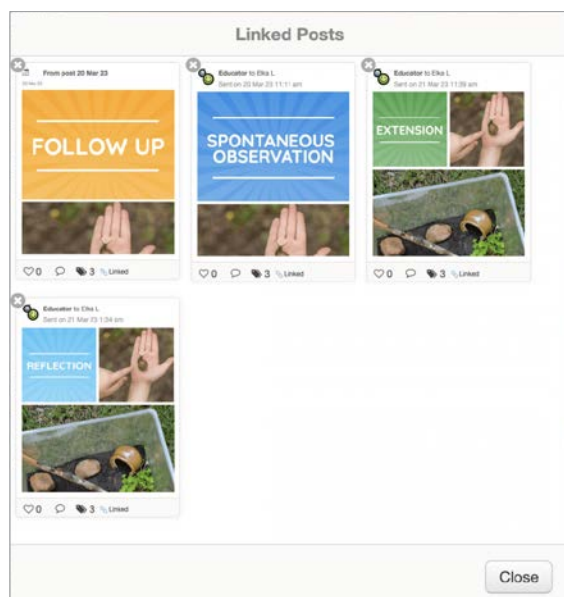 Linked Posts
From post 20 Mar 23
20 Mar 23
FOLLOW UP
0 3 Linked
Educator to Elka L
Sent on 20 Mar 23 11:11 am
SPONTANEOUS
OBSERVATION
0 3 Linked
Educator to Elka L
Sent on 21 Mar 23 11:39 am
EXTENSION
0 3 Linked
Educator to Elka L
Sent on 21 Mar 23 1:34 pm
REFLECTION
0 3 Linked
Close